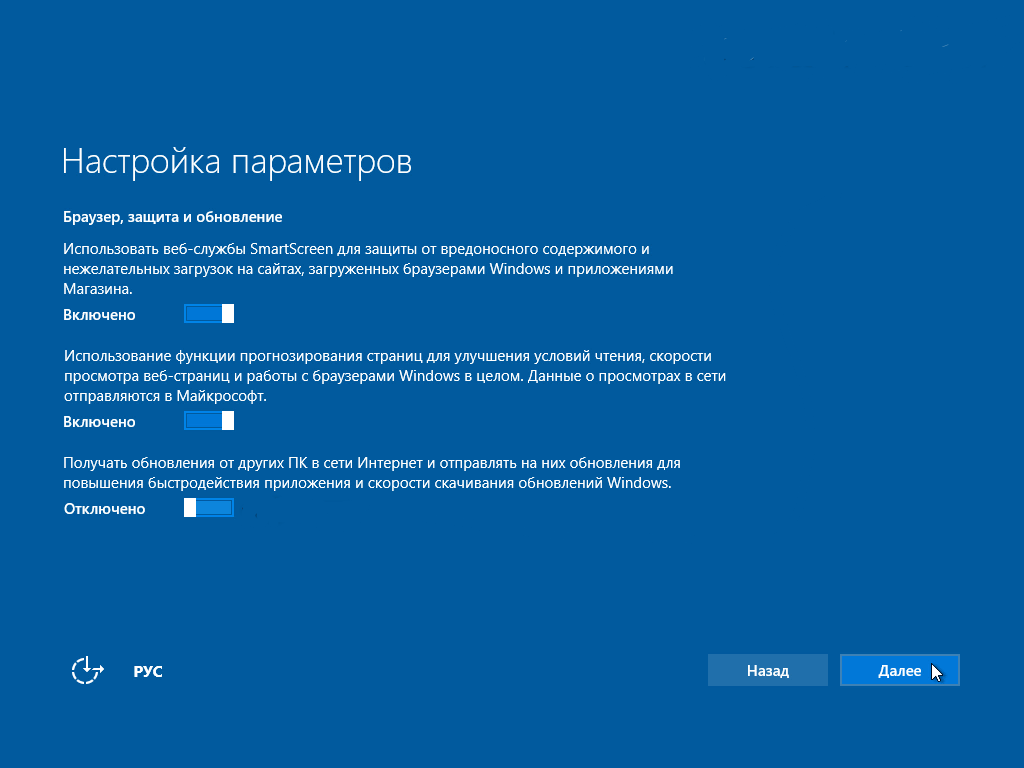 Настройка параметров
Браузер, защита и обновление
Использовать веб-службы SmartScreen для защиты от вредоносного содержимого и
нежелательных загрузок на сайтах, загруженных браузерами Windows и приложениями
Магазина.
Включено
Использование функции прогнозирования страниц для улучшения условий чтения, скорости
просмотра веб-страниц и работы с браузерами Windows в целом. Данные о просмотрах в сети
отправляются в Майкрософт.
Включено
Получать обновления от других ПК в сети Интернет и отправлять на них обновления для
повышения быстродействия приложения и скорости скачивания обновлений Windows.
Отключено
РУС
Назад
Далее